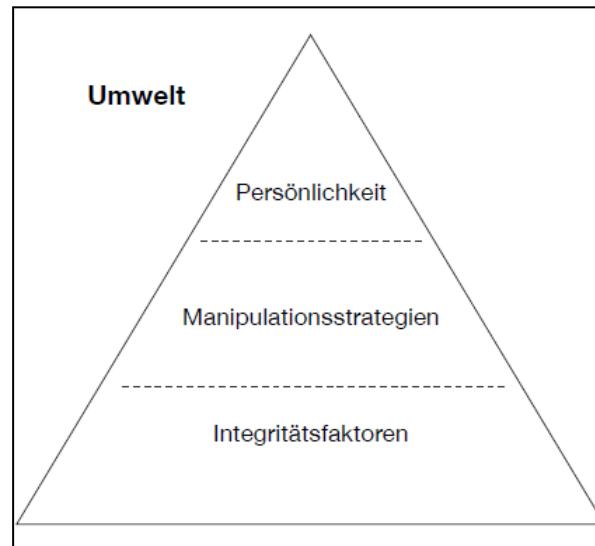 Umwelt
Persönlichkeit
Manipulationsstrategien
Integritätsfaktoren